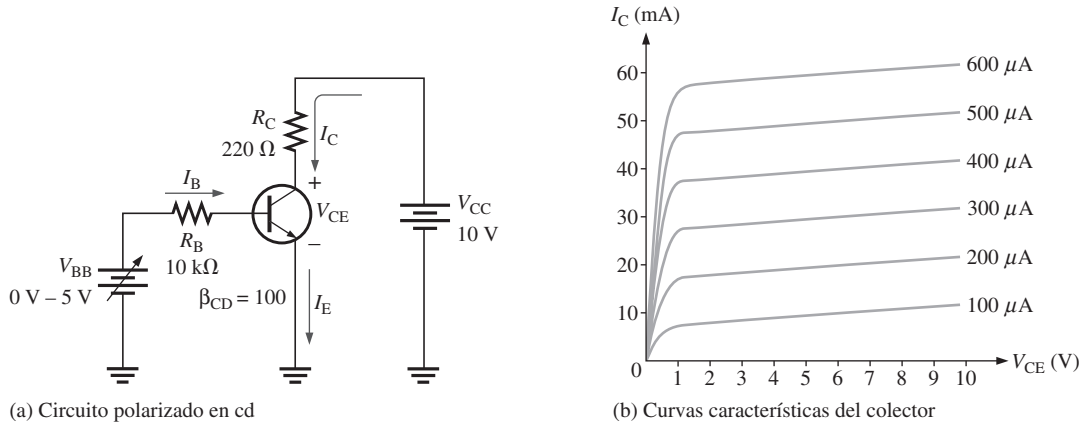 R_C
220 Ω
I_C
I_B
+
V_CE
–
R_B
10 kΩ
V_BB
0 V – 5 V
β_CD = 100
I_E
V_CC
10 V
(a) Circuito polarizado en cd
I_C (mA)
60
50
40
30
20
10
0
1 2 3 4 5 6 7 8 9 10
V_CE (V)
600 μA
500 μA
400 μA
300 μA
200 μA
100 μA
(b) Curvas características del colector